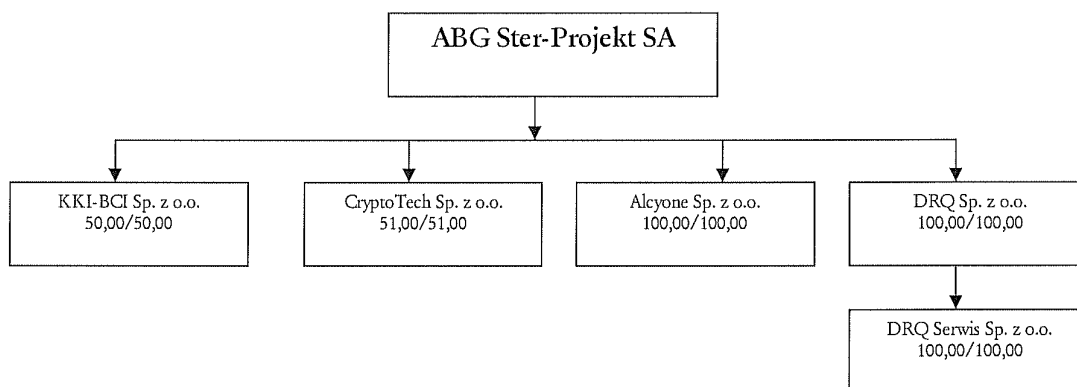 ABG Ster-Projekt SA
KKI-BCI Sp. z o.o.
50,00/50,00
CryptoTech Sp. z o.o.
51,00/51,00
Alcyone Sp. z o.o.
100,00/100,00
DRQ Sp. z o.o.
100,00/100,00
DRQ Serwis Sp. z o.o.
100,00/100,00